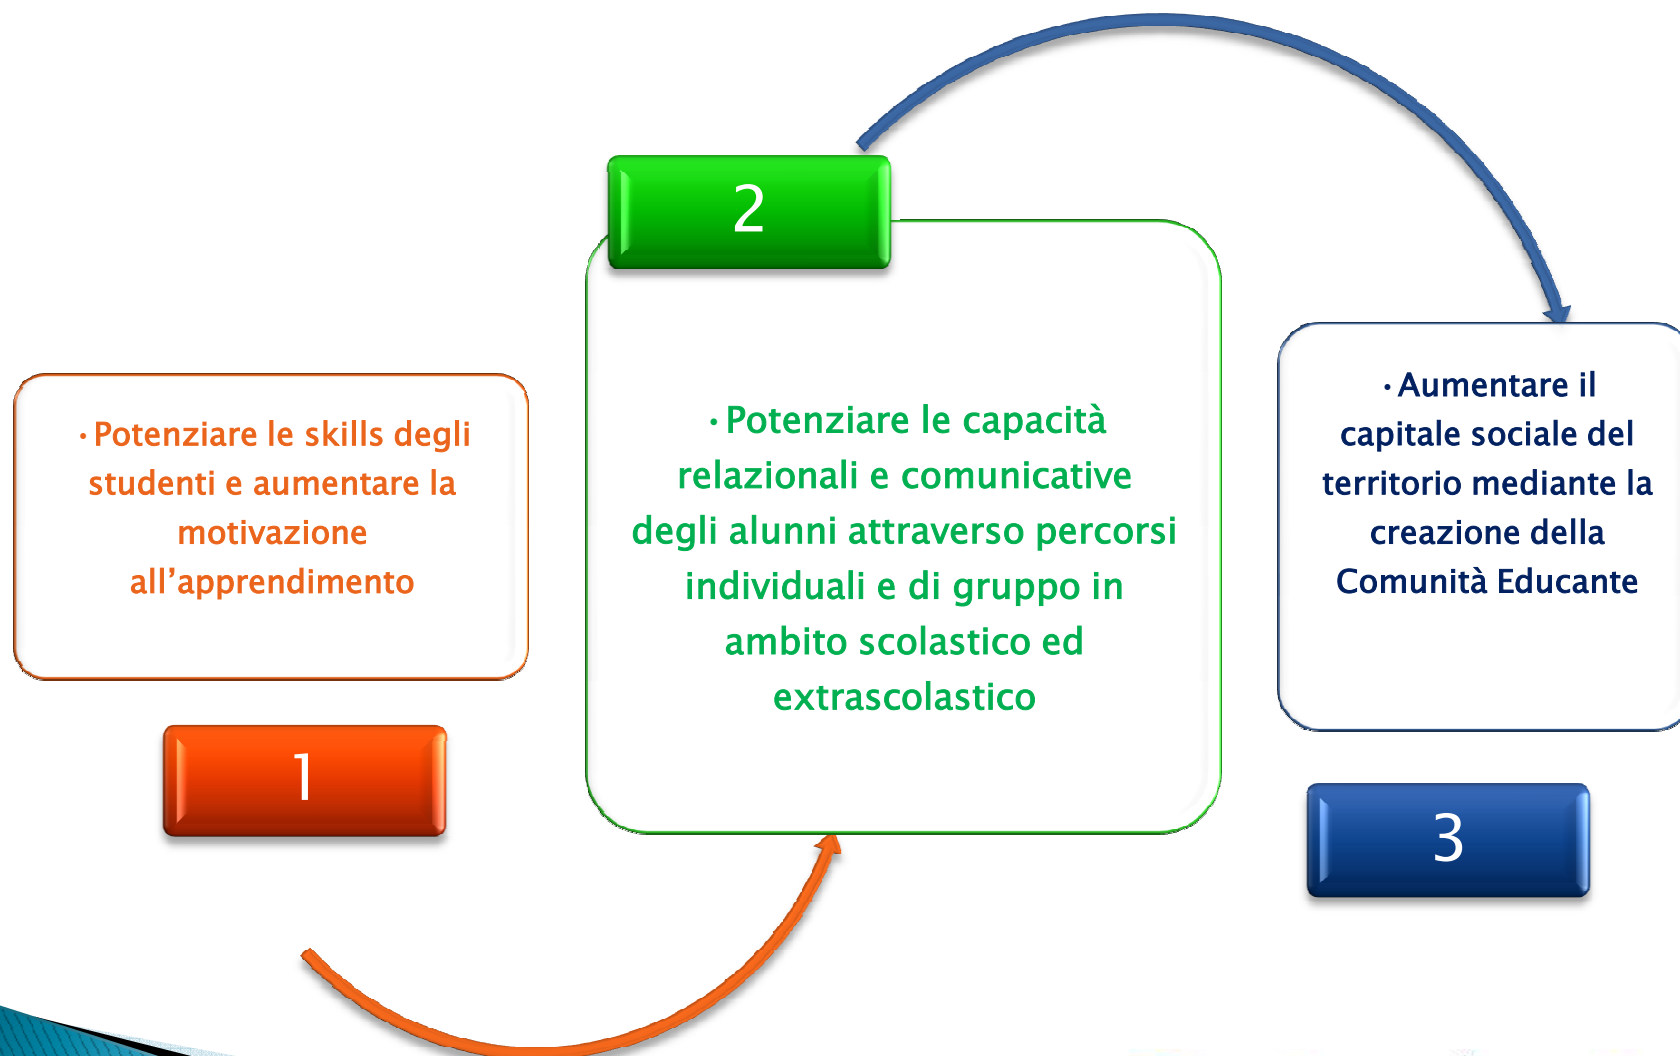 •Potenziare le skills degli
studenti e aumentare la
motivazione
all’apprendimento
1
2
•Potenziare le capacità
relazionali e comunicative
degli alunni attraverso percorsi
individuali e di gruppo in
ambito scolastico ed
extrascolastico
•Aumentare il
capitale sociale del
territorio mediante la
creazione della
Comunità Educante
3